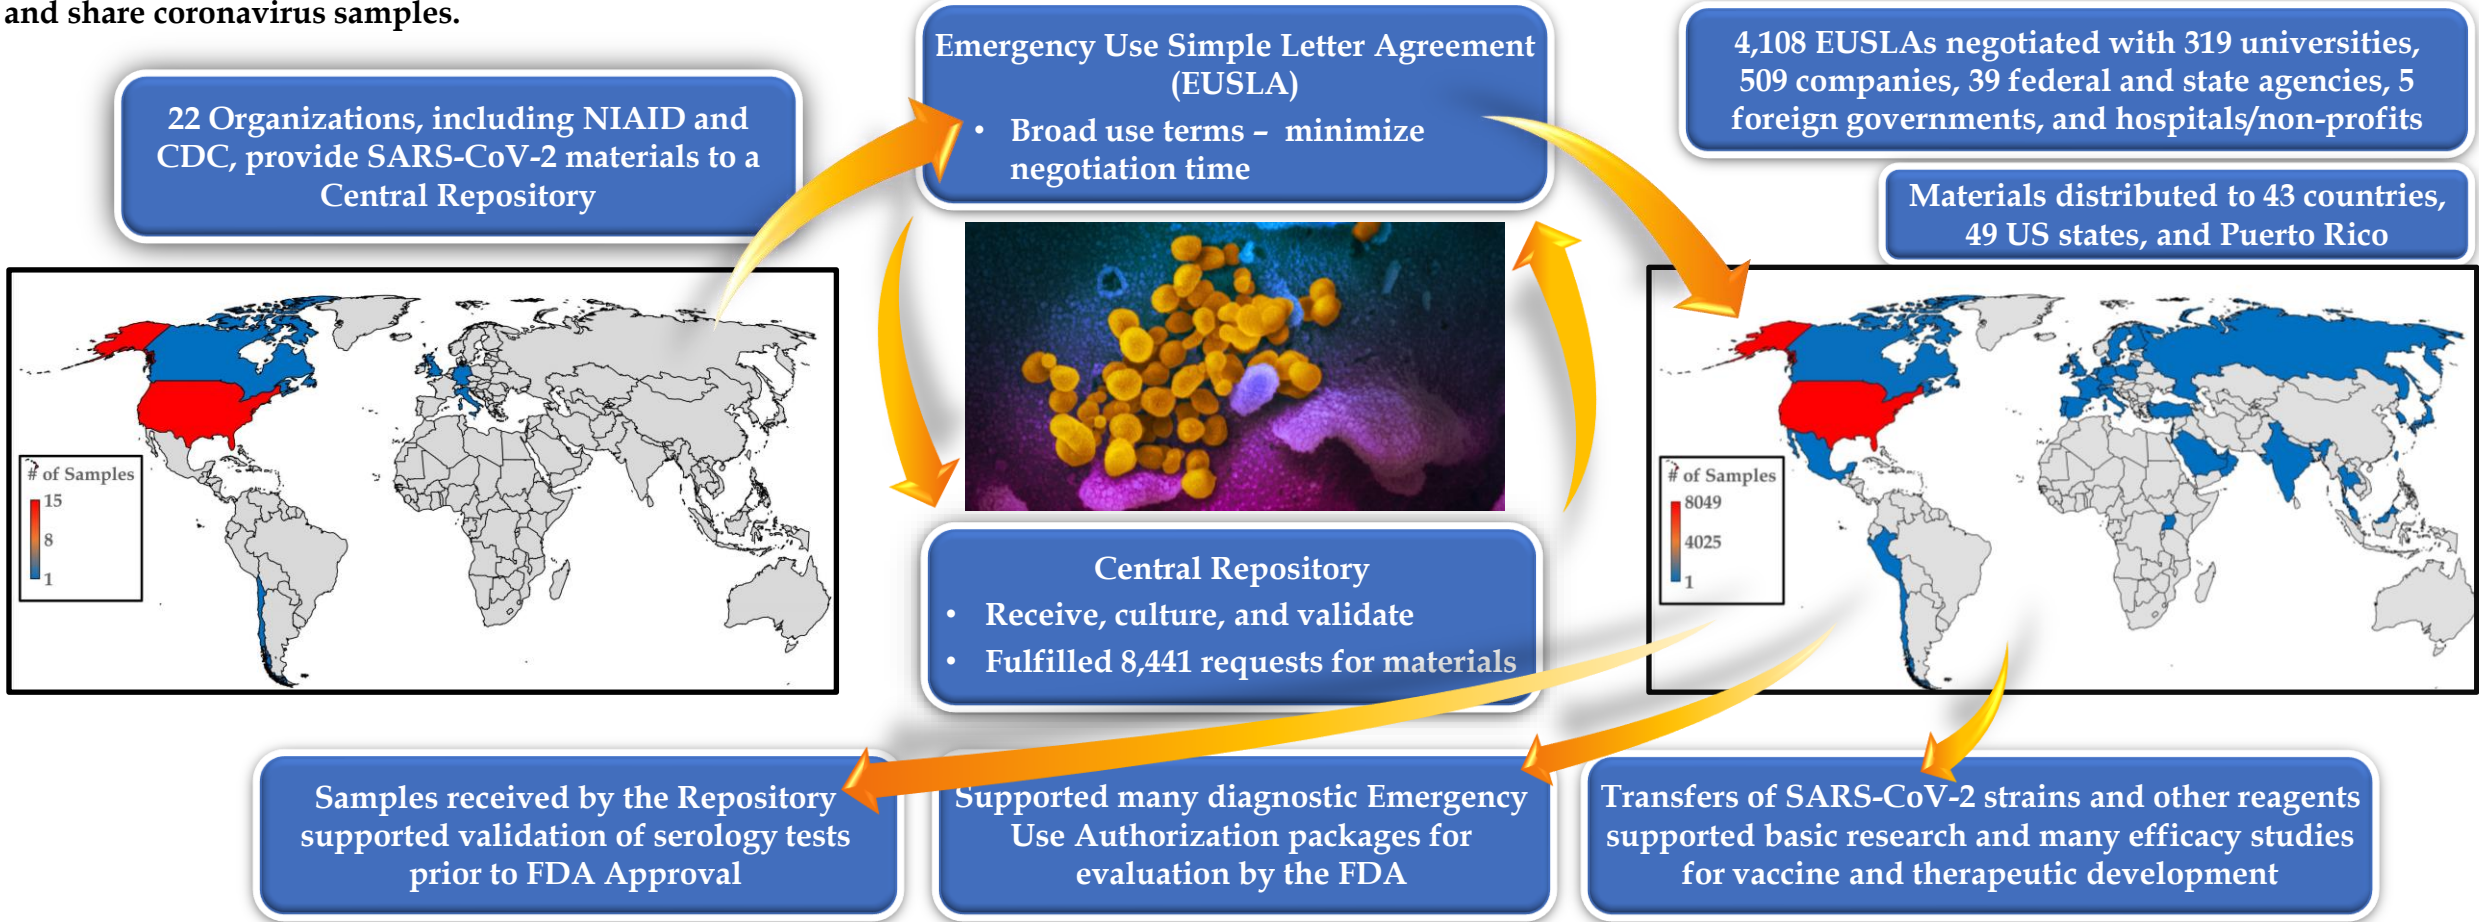 and share coronavirus samples.
22 Organizations, including NIAID and
CDC, provide SARS-CoV-2 materials to a
Central Repository
Emergency Use Simple Letter Agreement
(EUSLA)
• Broad use terms – minimize
negotiation time
4,108 EUSLAs negotiated with 319 universities,
509 companies, 39 federal and state agencies, 5
foreign governments, and hospitals/non-profits
Materials distributed to 43 countries,
49 US states, and Puerto Rico
# of Samples
15
8
1
Central Repository
• Receive, culture, and validate
• Fulfilled 8,441 requests for materials
# of Samples
8049
4025
1
Samples received by the Repository
supported validation of serology tests
prior to FDA Approval
Supported many diagnostic Emergency
Use Authorization packages for
evaluation by the FDA
Transfers of SARS-CoV-2 strains and other reagents
supported basic research and many efficacy studies
for vaccine and therapeutic development